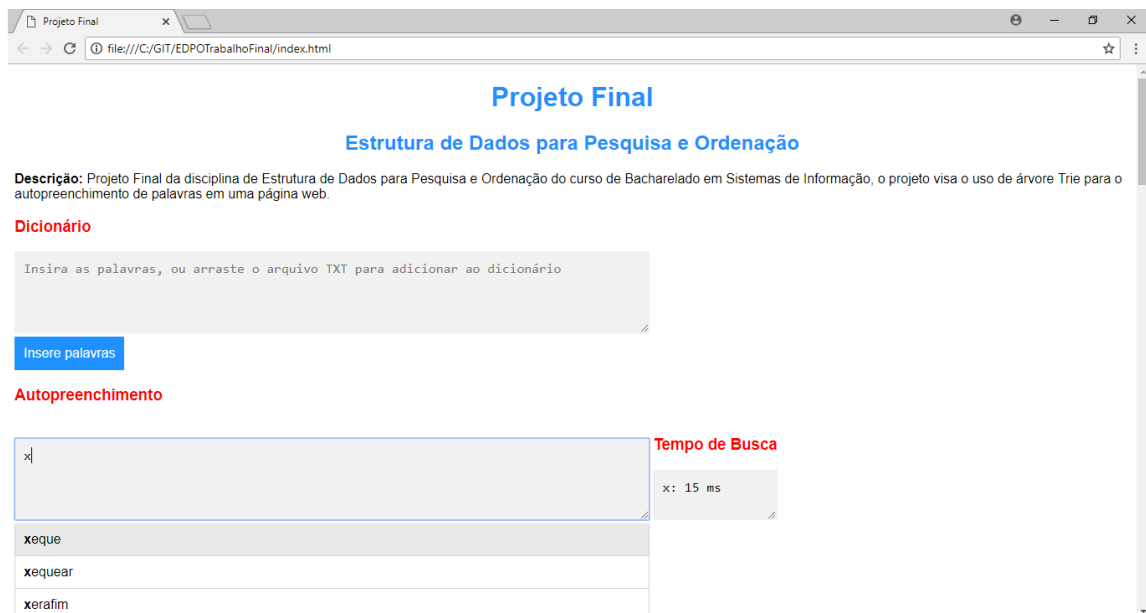 Projeto Final
file:///C:/GIT/EDPOTrabalhoFinal/index.html
Projeto Final
Estrutura de Dados para Pesquisa e Ordenação
Descrição: Projeto Final da disciplina de Estrutura de Dados para Pesquisa e Ordenação do curso de Bacharelado em Sistemas de Informação, o projeto visa o uso de árvore Trie para o
autopreenchimento de palavras em uma página web.
Dicionário
Insira as palavras, ou arraste o arquivo TXT para adicionar ao dicionário
Insere palavras
Autopreenchimento
Tempo de Busca
x
x: 15 ms
xeque
xequear
xerafim